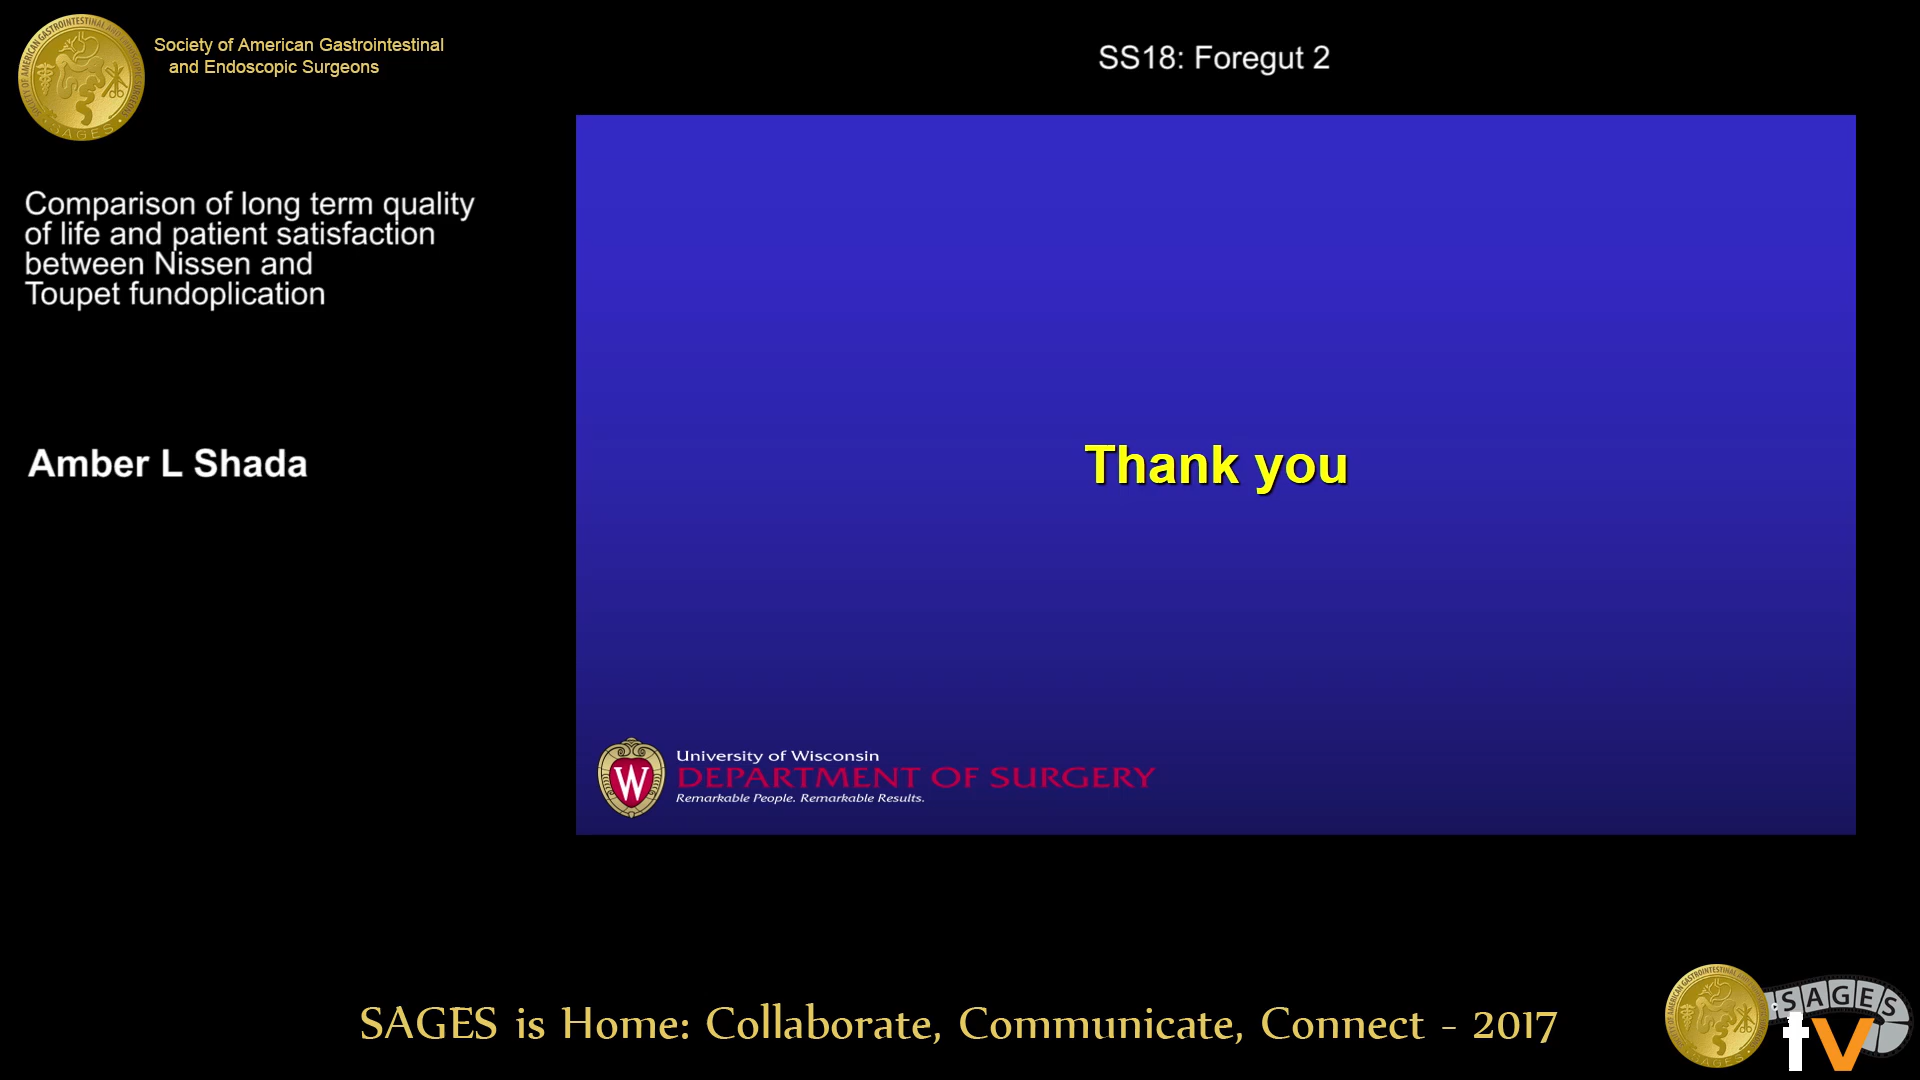 Society of American Gastrointestinal
and Endoscopic Surgeons
SAGES
SS18: Foregut 2
Comparison of long term quality
of life and patient satisfaction
between Nissen and
Toupet fundoplication
Amber L Shada
Thank you
W
University of Wisconsin
DEPARTMENT OF SURGERY
Remarkable People. Remarkable Results.
SAGES is Home: Collaborate, Communicate, Connect - 2017
SAGES
tv